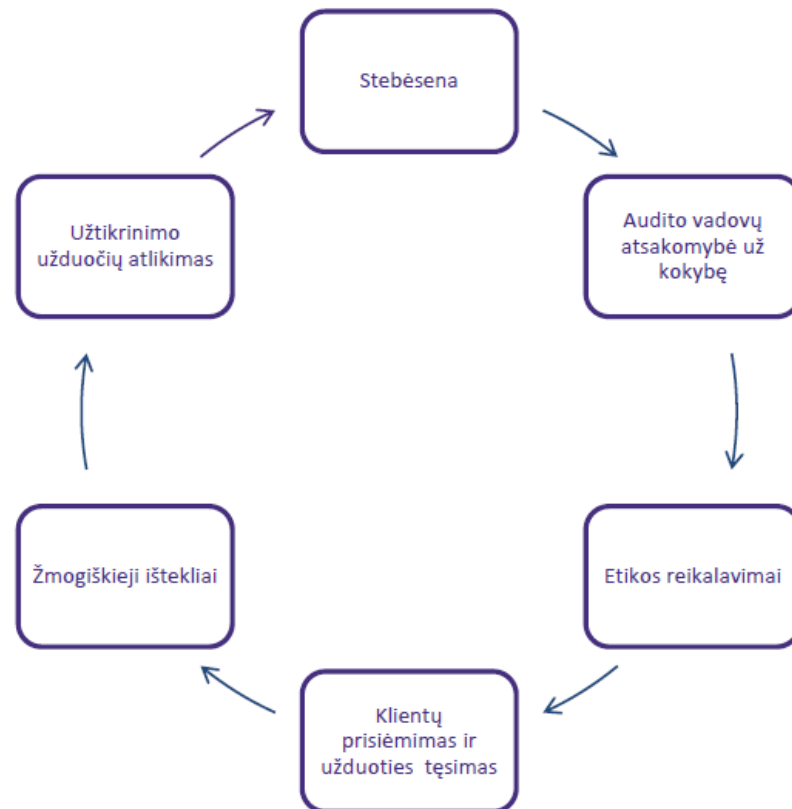 Stebėsena
Audito vadovų
atsakomybė už
kokybę
Etikos reikalavimai
Klientų
prisiėmimas ir
užduoties tęsimas
Žmogiškieji ištekliai
Užtikrinimo
užduočių atlikimas